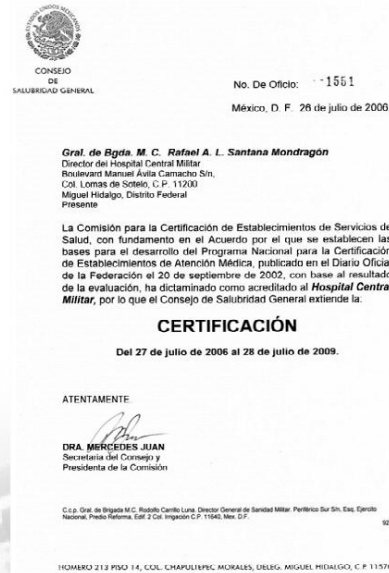 ESTADOS UNIDOS MEXICANOS
CONSEJO
DE
SALUBRIDAD GENERAL
No. De Oficio: 1551
México, D. F. 26 de julio de 2006
Gral. de Bgda. M. C. Rafael A. L. Santana Mondragón
Director del Hospital Central Militar
Boulevard Manuel Ávila Camacho S/n,
Col. Lomas de Sotelo, C.P. 11200
Miguel Hidalgo, Distrito Federal
Presente
La Comisión para la Certificación de Establecimientos de Servicios de
Salud, con fundamento en el Acuerdo por el que se establecen las
bases para el desarrollo del Programa Nacional para la Certificación
de Establecimientos de Atención Médica, publicado en el Diario Oficial
de la Federación el 20 de septiembre de 2002, con base al resultado
de la evaluación, ha dictaminado como acreditado al Hospital Central
Militar, por lo que el Consejo de Salubridad General extiende la:
CERTIFICACIÓN
Del 27 de julio de 2006 al 28 de julio de 2009.
ATENTAMENTE
DRA. MERCEDES JUAN
Secretaria del Consejo y
Presidenta de la Comisión
C.c.p. Gral. de Brigada M.C. Rodolfo Carrillo Luna. Director General de Sanidad Militar. Periférico Sur S/n, Esq. Ejercito
Nacional, Predio Reforma, Edif. 2 Col. Irrigación C.P. 11640, Mex. D.F.
92
HOMERO 213 PISO 14, COL. CHAPULTEPEC MORALES, DELEG. MIGUEL HIDALGO, C.P. 11570